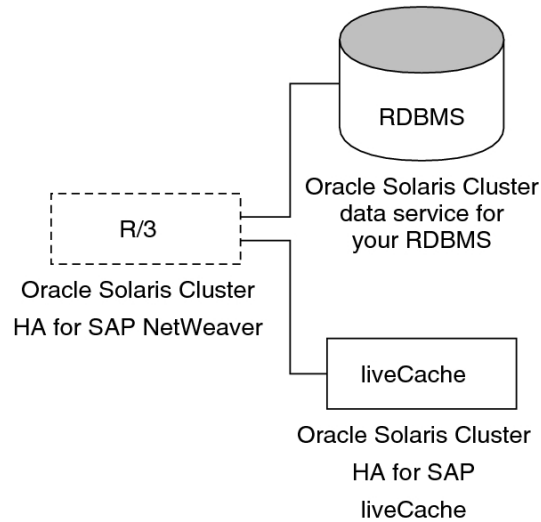 RDBMS
Oracle Solaris Cluster
data service for
your RDBMS
R/3
Oracle Solaris Cluster
HA for SAP NetWeaver
liveCache
Oracle Solaris Cluster
HA for SAP
liveCache